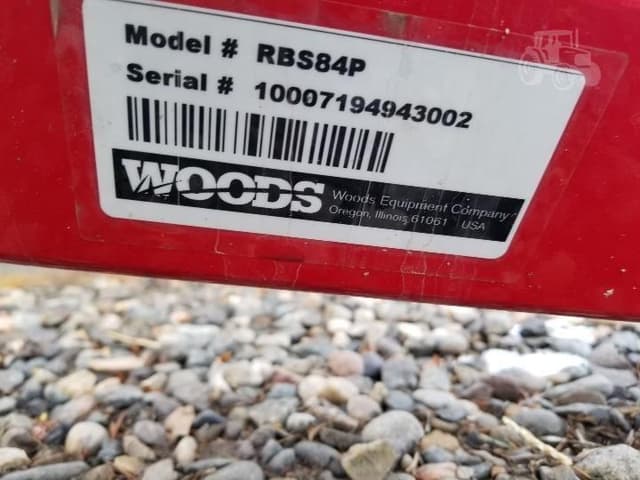 Model # RBS84P
Serial # 10007194943002
WOODS
Woods Equipment Company
Oregon, Illinois 61061 USA